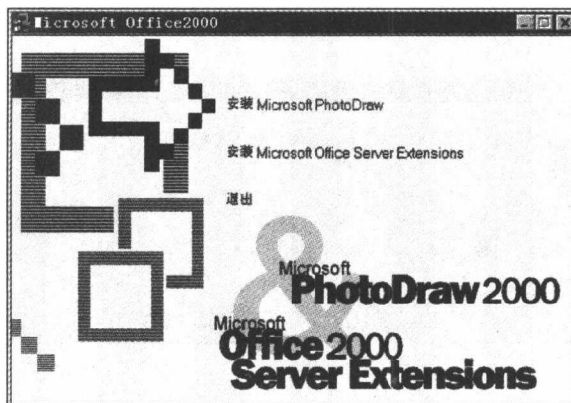 Microsoft Office2000
安装 Microsoft PhotoDraw
安装 Microsoft Office Server Extensions
退出
&
Microsoft
PhotoDraw 2000
Microsoft
Office 2000
Server Extensions